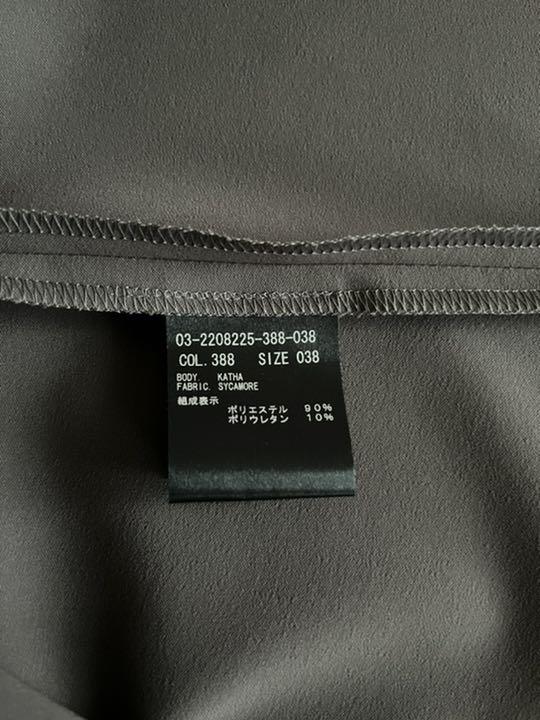 03-2208225-388-038
COL. 388 SIZE 038
BODY. KATHA
FABRIC. SYCAMORE
組成表示
ポリエステル 90%
ポリウレタン 10%